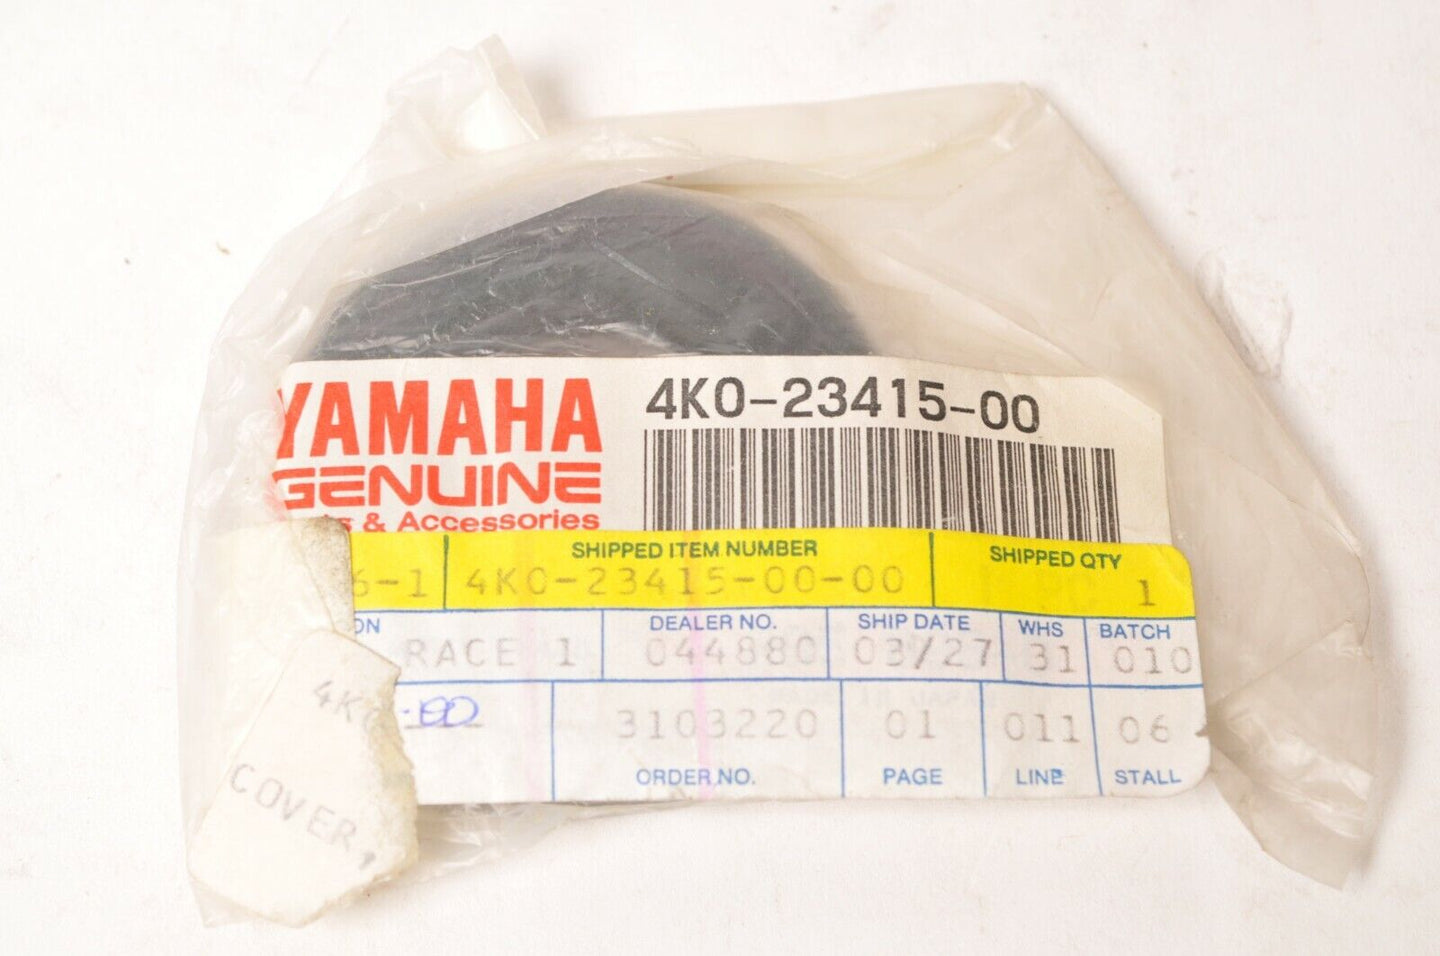 YAMAHA
GENUINE
& Accessories
4K0-23415-00
SHIPPED ITEM NUMBER
SHIPPED QTY
6-1
4K0-23415-00-00
1
ON
DEALER NO.
SHIP DATE
WHS
BATCH
RACE 1
044880
03/27
31
010
-00
3103220
01
011
06
ORDER NO.
PAGE
LINE
STALL
4K0
COVER,